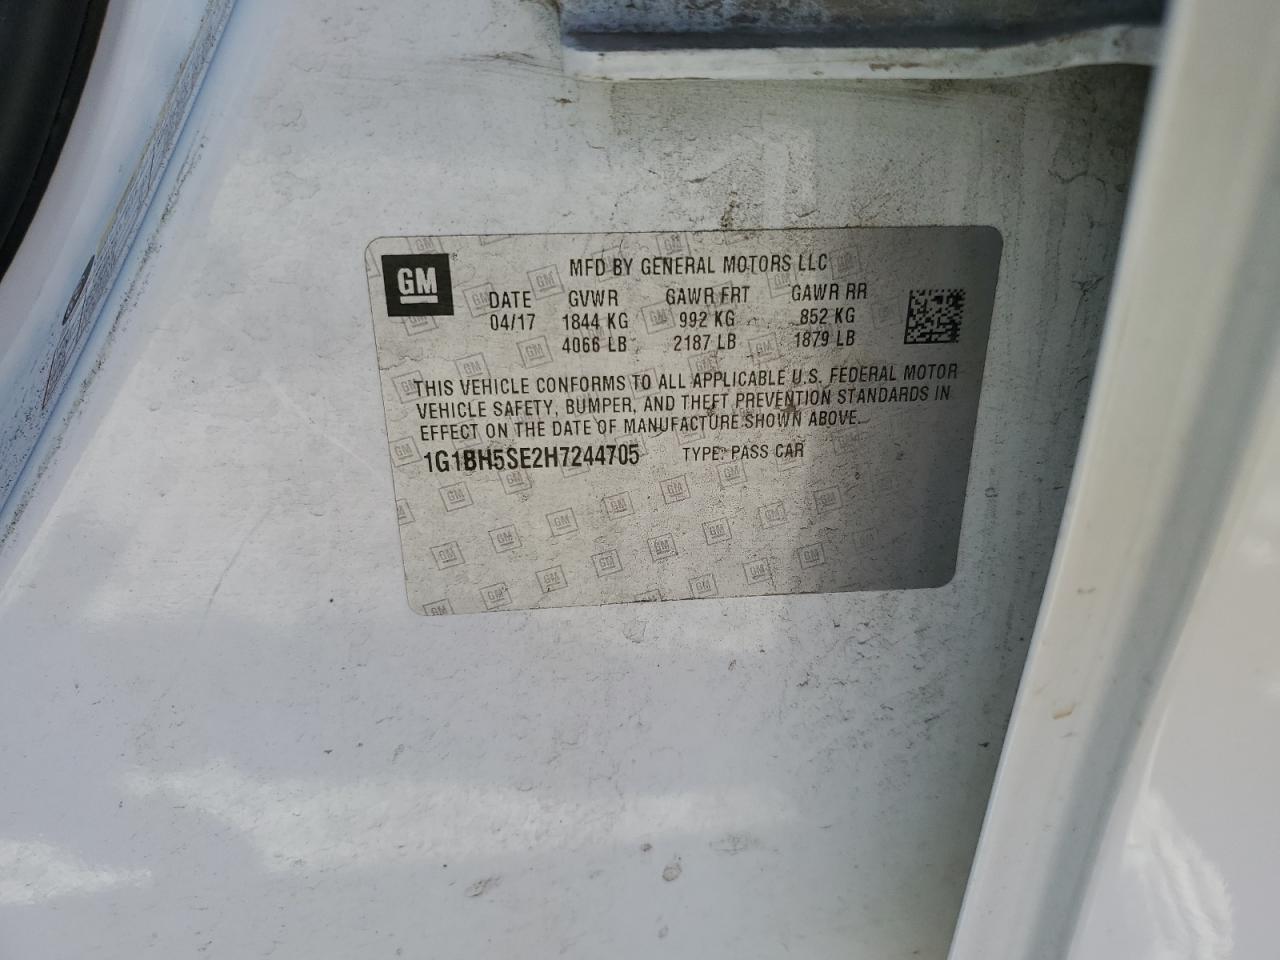 GM
MFD BY GENERAL MOTORS LLC
DATE GVWR GAWR FRT GAWR RR
04/17 1844 KG 992 KG 852 KG
4066 LB 2187 LB 1879 LB
THIS VEHICLE CONFORMS TO ALL APPLICABLE U.S. FEDERAL MOTOR
VEHICLE SAFETY, BUMPER, AND THEFT PREVENTION STANDARDS IN
EFFECT ON THE DATE OF MANUFACTURE SHOWN ABOVE.
1G1BH5SE2H7244705 TYPE: PASS CAR